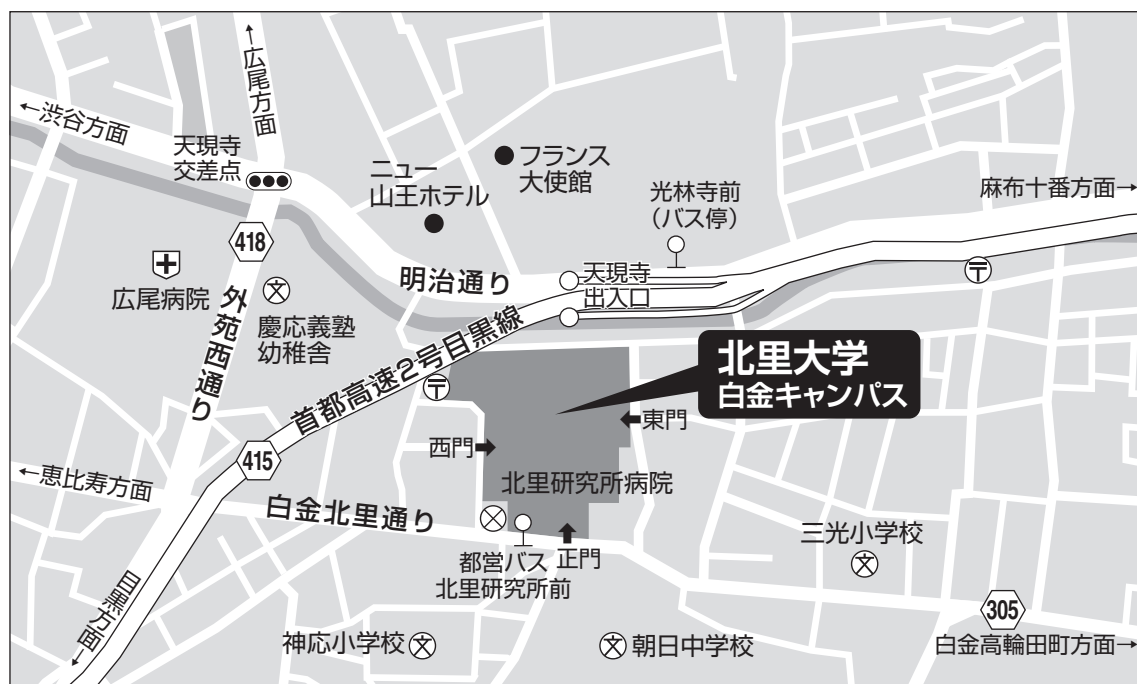 ←広尾方面
←渋谷方面
天現寺
交差点
ニュー
山王ホテル
フランス
大使館
光林寺前
（バス停）
麻布十番方面→
418
広尾病院
外苑西通り
慶応義塾
幼稚舎
明治通り
天現寺
出入口
〒
首都高速2号目黒線
〒
北里大学
白金キャンパス
東門
西門
415
←恵比寿方面
北里研究所病院
白金北里通り
都営バス
北里研究所前
正門
三光小学校
文
文
305
白金高輪田町方面→
目黒方面→
神応小学校
文
文
朝日中学校